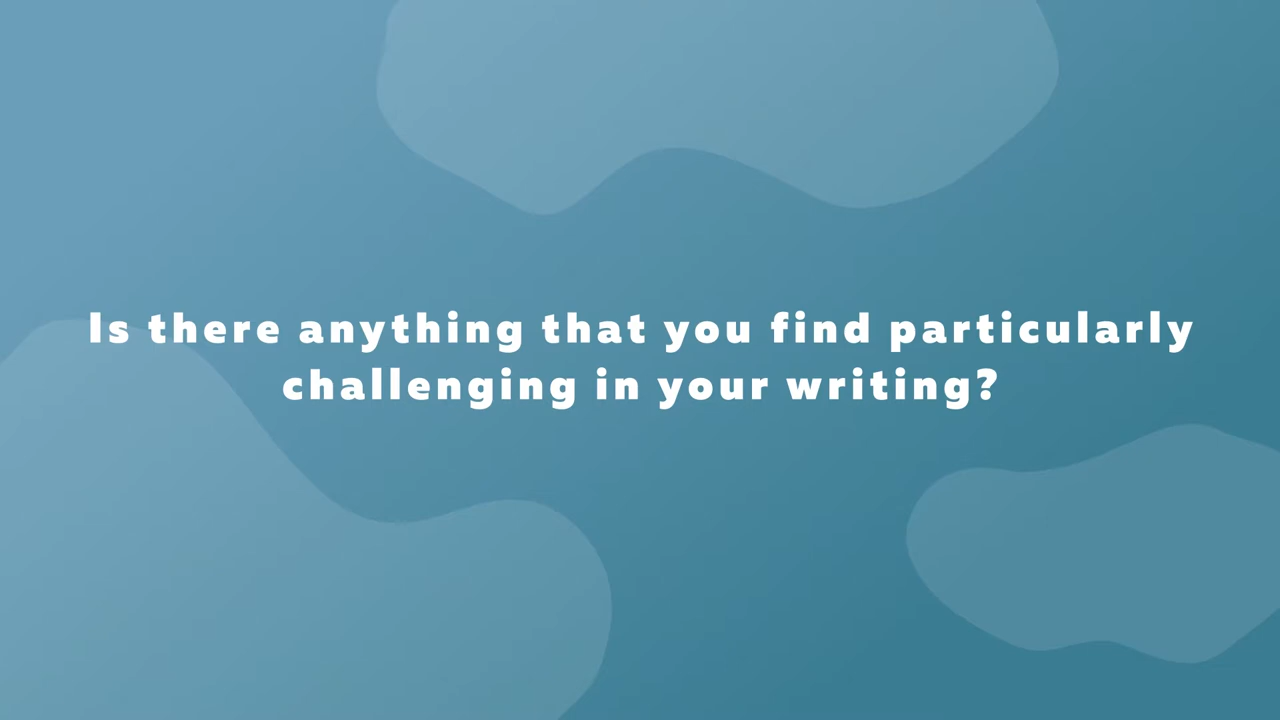 Is there anything that you find particularly
challenging in your writing?